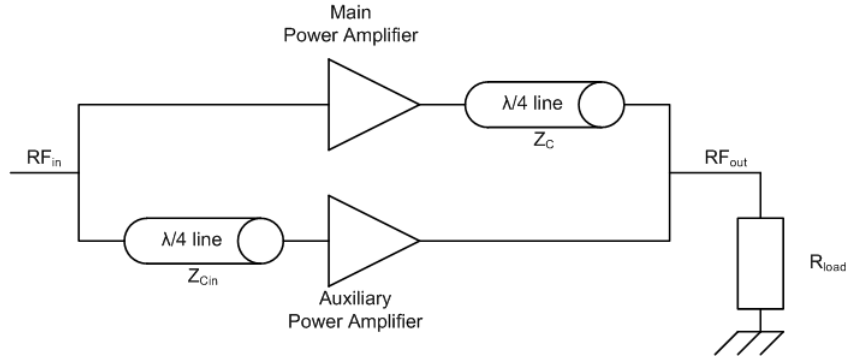 Main
Power Amplifier
λ/4 line
Z_C
RF_in
RF_out
λ/4 line
Z_Cin
R_load
Auxiliary
Power Amplifier